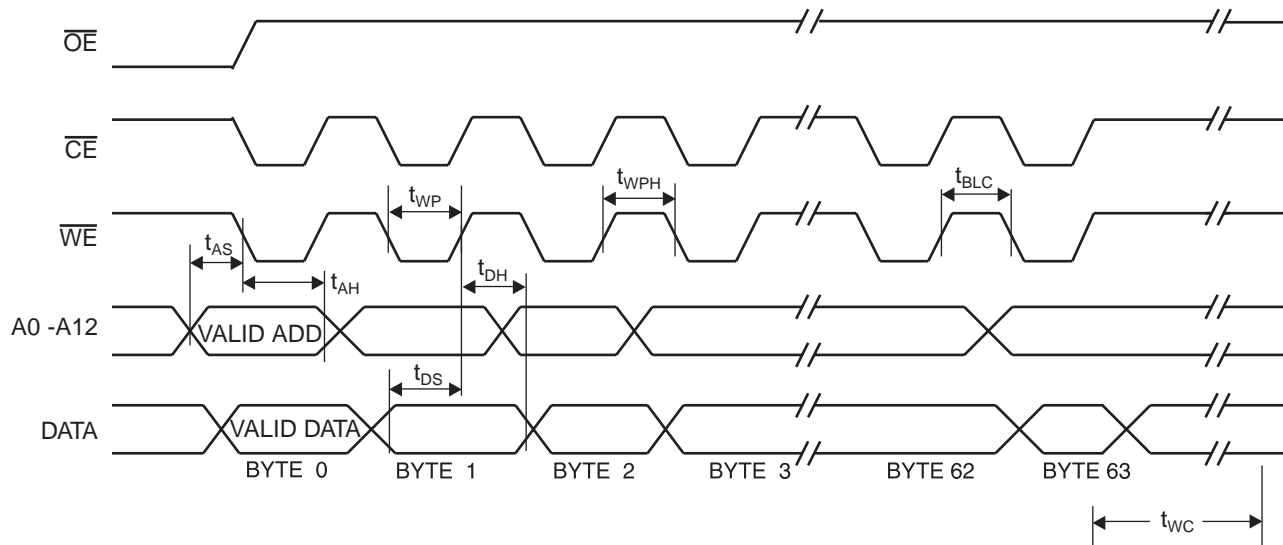 OE
CE
tWP
tWPH
tBLC
WE
tAS
tAH
tDH
A0 -A12
VALID ADD
tDS
DATA
VALID DATA
BYTE 0
BYTE 1
BYTE 2
BYTE 3
BYTE 62
BYTE 63
tWC